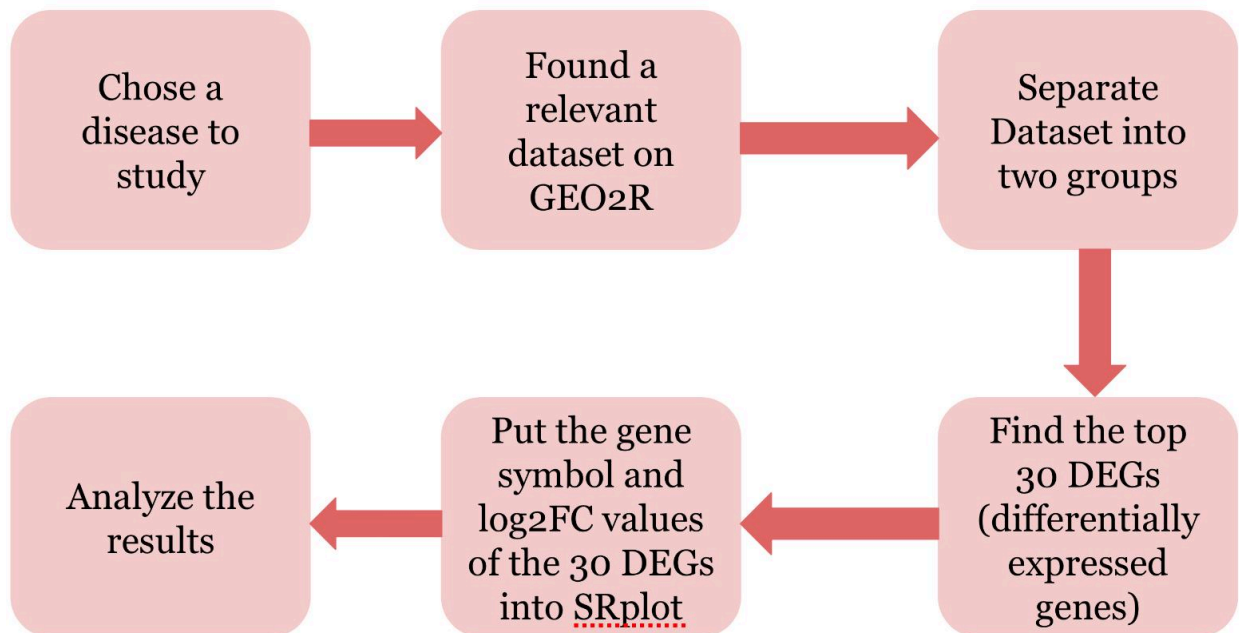 Chose a
disease to
study
Found a
relevant
dataset on
GEO2R
Separate
Dataset into
two groups
Find the top
30 DEGs
(differentially
expressed
genes)
Put the gene
symbol and
log2FC values
of the 30 DEGs
into SRplot
Analyze the
results